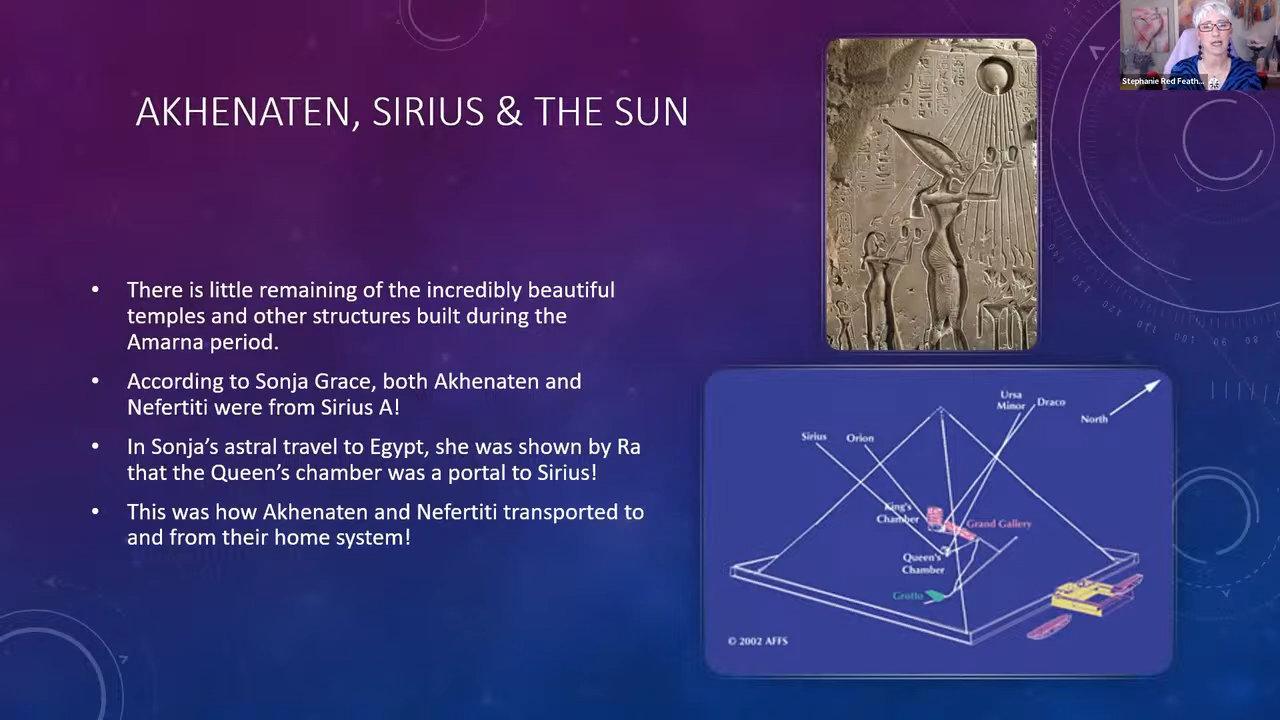 Stephanie Red Feath...
AKHENATEN, SIRIUS & THE SUN
• There is little remaining of the incredibly beautiful
temples and other structures built during the
Amarna period.
• According to Sonja Grace, both Akhenaten and
Nefertiti were from Sirius A!
• In Sonja's astral travel to Egypt, she was shown by Ra
that the Queen's chamber was a portal to Sirius!
• This was how Akhenaten and Nefertiti transported to
and from their home system!
Ursa
Minor
Draco
North
Sirius
Orion
King's
Chamber
Grand Gallery
Queen's
Chamber
Grotto
© 2002 AFFS